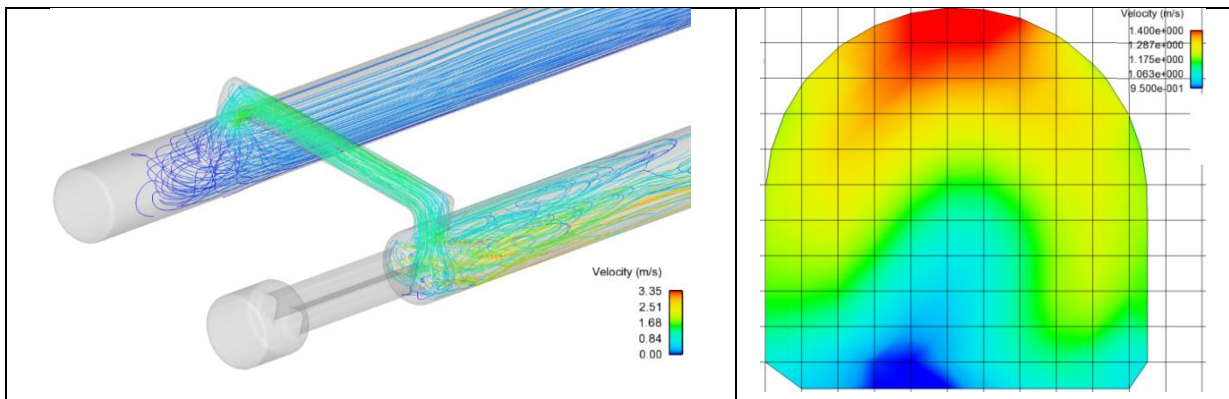 Velocity (m/s)
3.35
2.51
1.68
0.84
0.00
Velocity (m/s)
1.400e+000
1.287e+000
1.175e+000
1.063e+000
9.500e-001